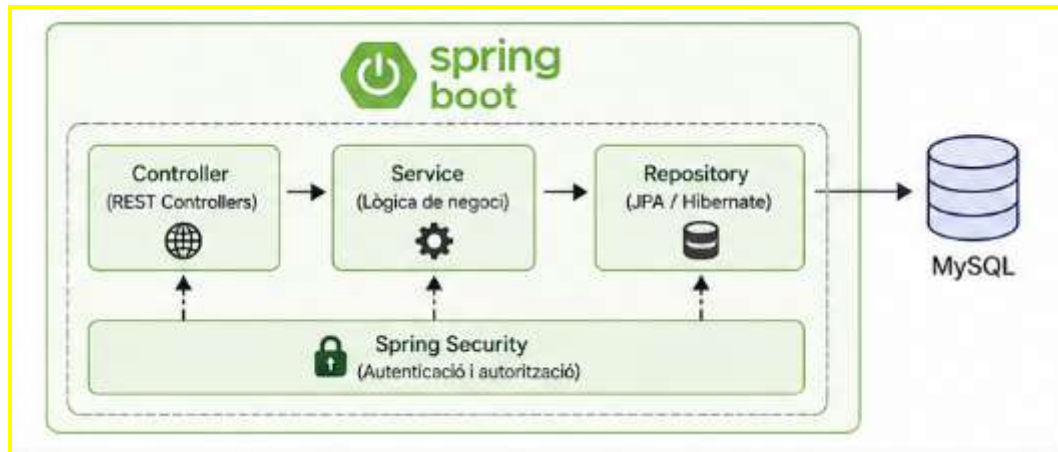 spring
boot
Controller
(REST Controllers)
Service
(Lògica de negoci)
Repository
(JPA / Hibernate)
MySQL
Spring Security
(Autenticació i autorització)